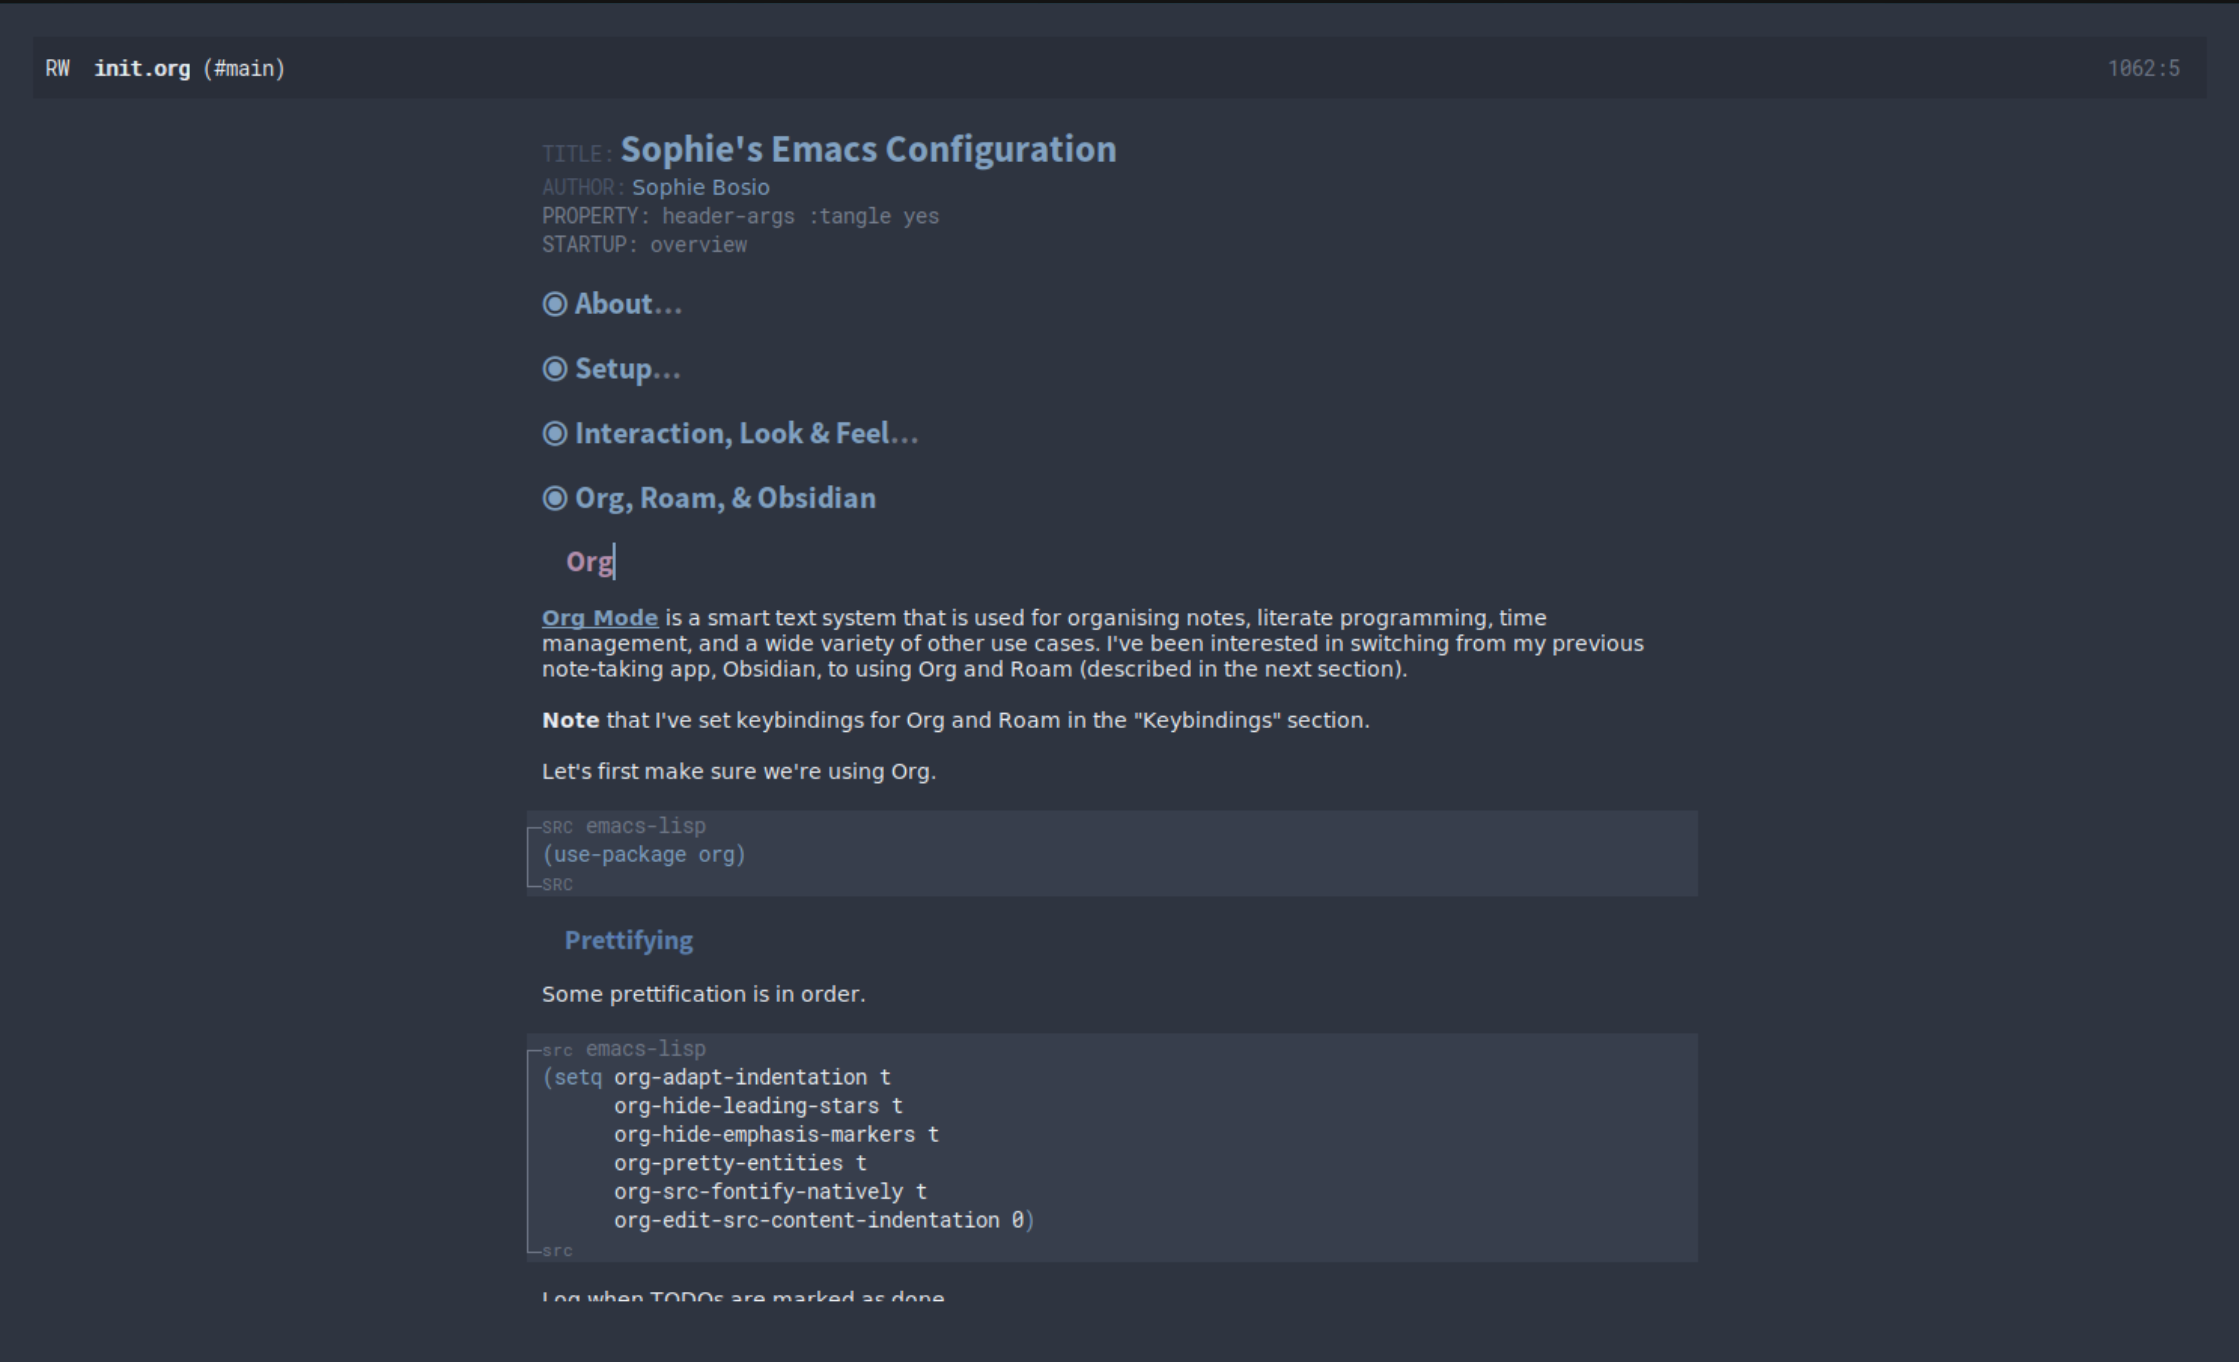 RW init.org (#main) 1062:5
TITLE: Sophie's Emacs Configuration
AUTHOR: Sophie Bosio
PROPERTY: header-args :tangle yes
STARTUP: overview
◉ About...
◉ Setup...
◉ Interaction, Look & Feel...
◉ Org, Roam, & Obsidian
Org
Org Mode is a smart text system that is used for organising notes, literate programming, time
management, and a wide variety of other use cases. I've been interested in switching from my previous
note-taking app, Obsidian, to using Org and Roam (described in the next section).
Note that I've set keybindings for Org and Roam in the "Keybindings" section.
Let's first make sure we're using Org.
SRC emacs-lisp
(use-package org)
SRC
Prettifying
Some prettification is in order.
src emacs-lisp
(setq org-adapt-indentation t
org-hide-leading-stars t
org-hide-emphasis-markers t
org-pretty-entities t
org-src-fontify-natively t
org-edit-src-content-indentation 0)
src
Log when TODOs are marked as done